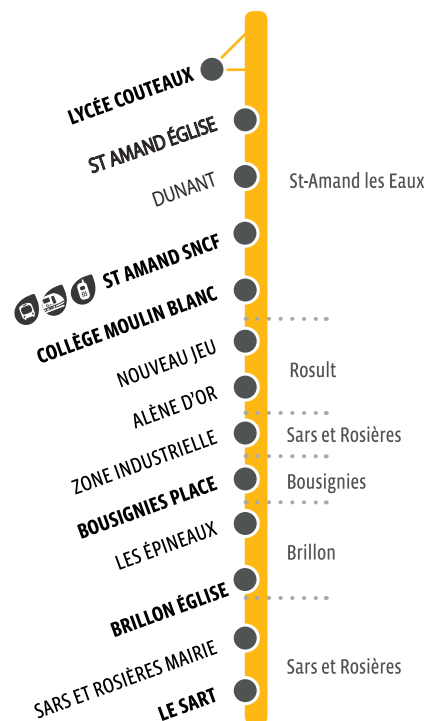 LYCÉE COUTEAUX
ST AMAND ÉGLISE
DUNANT
St-Amand les Eaux
ST AMAND SNCF
COLLÈGE MOULIN BLANC
NOUVEAU JEU
Rosult
ALÈNE D'OR
ZONE INDUSTRIELLE
Sars et Rosières
BOUSIGNIES PLACE
Bousignies
LES ÉPINEAUX
Brillon
BRILLON ÉGLISE
SARS ET ROSIÈRES MAIRIE
Sars et Rosières
LE SART